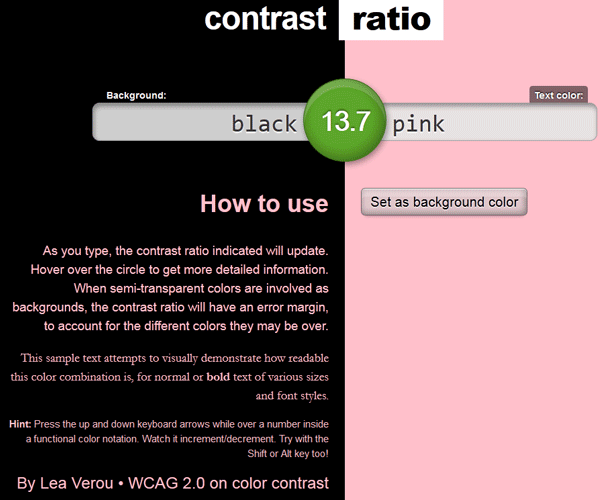 contrast ratio
Background:
Text color:
black 13.7 pink
How to use
Set as background color
As you type, the contrast ratio indicated will update.
Hover over the circle to get more detailed information.
When semi-transparent colors are involved as
backgrounds, the contrast ratio will have an error margin,
to account for the different colors they may be over.
This sample text attempts to visually demonstrate how readable
this color combination is, for normal or bold text of various sizes
and font styles.
Hint: Press the up and down keyboard arrows while over a number inside
a functional color notation. Watch it increment/decrement. Try with the
Shift or Alt key too!
By Lea Verou • WCAG 2.0 on color contrast